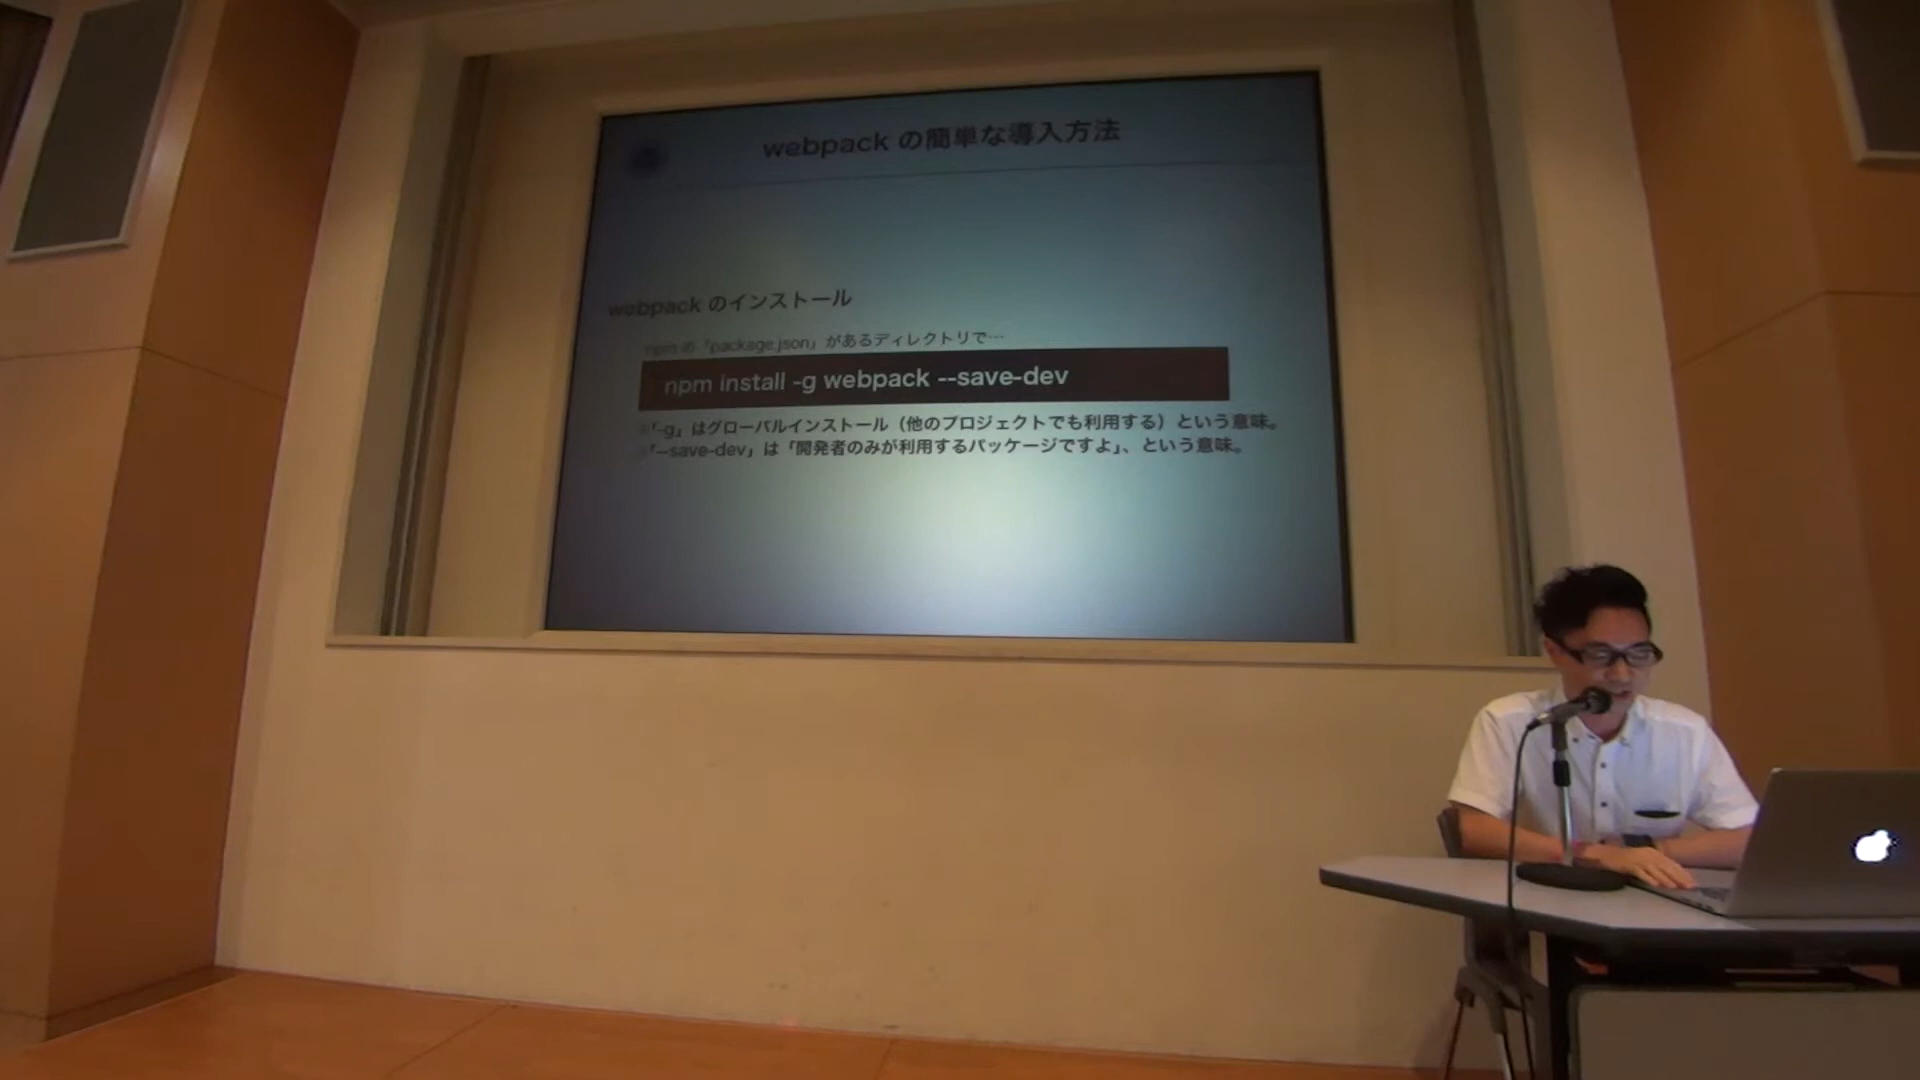 webpack の簡単な導入方法
webpack のインストール
npm の「package.json」があるディレクトリで…
npm install -g webpack --save-dev
※「-g」はグローバルインストール（他のプロジェクトでも利用する）という意味。
※「--save-dev」は「開発者のみが利用するパッケージですよ」、という意味。